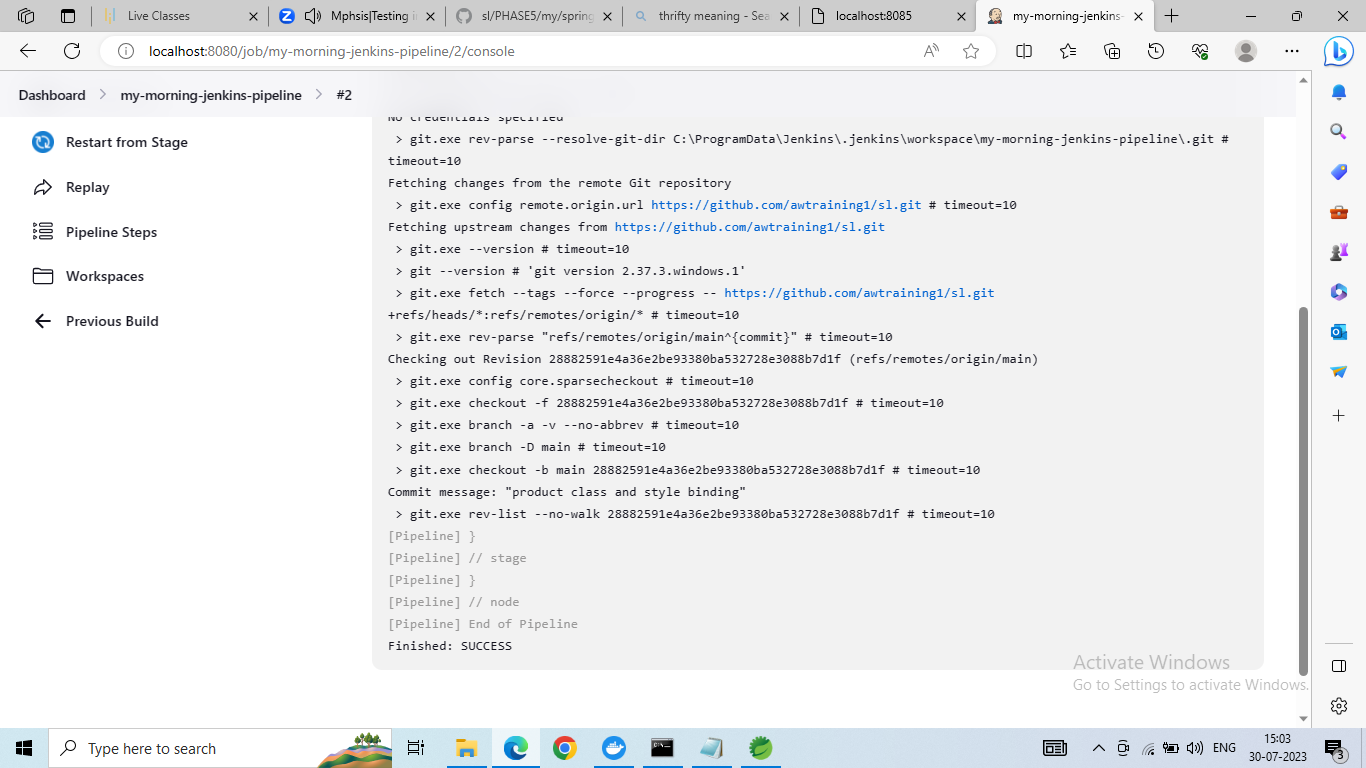 Live Classes
Mphsis|Testing i
sl/PHASE5/my/spring
thrifty meaning - Sea
localhost:8085
my-morning-jenkins-
localhost:8080/job/my-morning-jenkins-pipeline/2/console
Dashboard
my-morning-jenkins-pipeline
#2
Restart from Stage
Replay
Pipeline Steps
Workspaces
Previous Build
No credentials specified
> git.exe rev-parse --resolve-git-dir C:\ProgramData\Jenkins\.jenkins\workspace\my-morning-jenkins-pipeline\.git #
timeout=10
Fetching changes from the remote Git repository
> git.exe config remote.origin.url https://github.com/awtraining1/sl.git # timeout=10
Fetching upstream changes from https://github.com/awtraining1/sl.git
> git.exe --version # timeout=10
> git --version # 'git version 2.37.3.windows.1'
> git.exe fetch --tags --force --progress -- https://github.com/awtraining1/sl.git
+refs/heads/*:refs/remotes/origin/* # timeout=10
> git.exe rev-parse "refs/remotes/origin/main^{commit}" # timeout=10
Checking out Revision 28882591e4a36e2be93380ba532728e3088b7d1f (refs/remotes/origin/main)
> git.exe config core.sparsecheckout # timeout=10
> git.exe checkout -f 28882591e4a36e2be93380ba532728e3088b7d1f # timeout=10
> git.exe branch -a -v --no-abbrev # timeout=10
> git.exe branch -D main # timeout=10
> git.exe checkout -b main 28882591e4a36e2be93380ba532728e3088b7d1f # timeout=10
Commit message: "product class and style binding"
> git.exe rev-list --no-walk 28882591e4a36e2be93380ba532728e3088b7d1f # timeout=10
[Pipeline] }
[Pipeline] // stage
[Pipeline] }
[Pipeline] // node
[Pipeline] End of Pipeline
Finished: SUCCESS
Activate Windows
Go to Settings to activate Windows.
Type here to search
ENG
15:03
30-07-2023
3